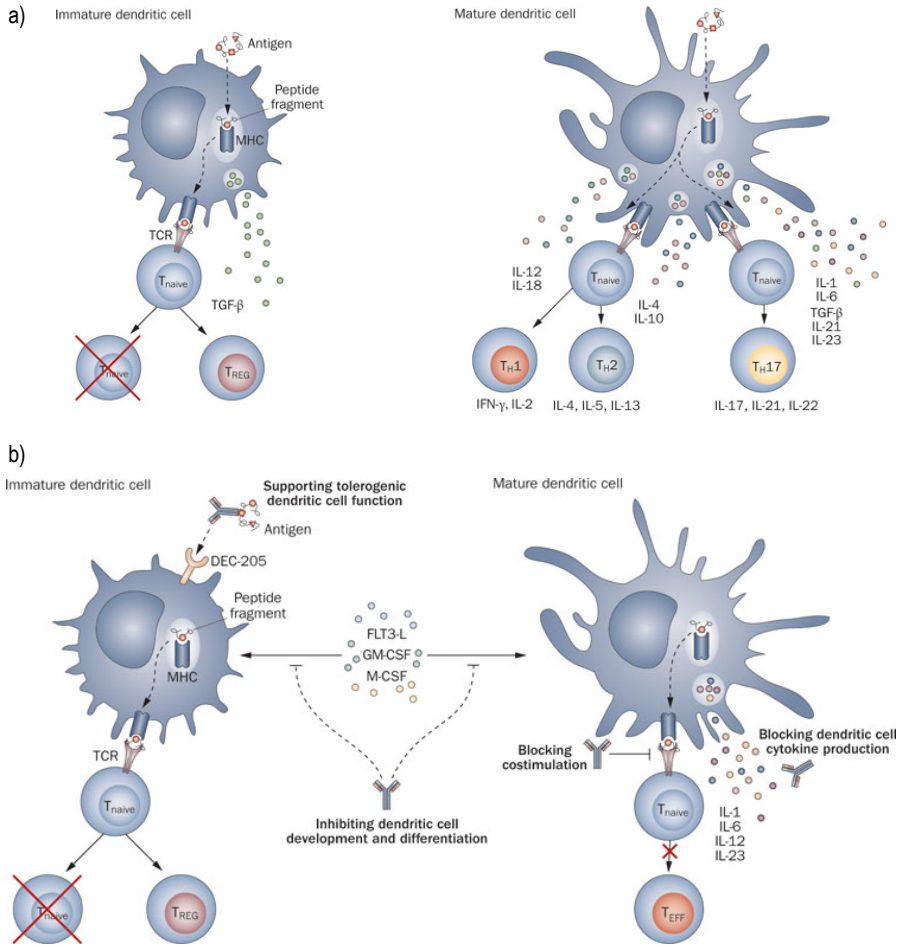 a)
Immature dendritic cell
Antigen
Peptide
fragment
MHC
TCR
Tnaive
TGF-β
Tnaive
TREG
Mature dendritic cell
IL-12
IL-18
Tnaive
IL-4
IL-10
Tnaive
IL-1
IL-6
TGF-β
IL-21
IL-23
TH1
TH2
TH17
IFN-γ, IL-2
IL-4, IL-5, IL-13
IL-17, IL-21, IL-22
b)
Immature dendritic cell
Supporting tolerogenic
dendritic cell function
Antigen
DEC-205
Peptide
fragment
MHC
TCR
Tnaive
Tnaive
TREG
FLT3-L
GM-CSF
M-CSF
Inhibiting dendritic cell
development and differentiation
Mature dendritic cell
Blocking
costimulation
Blocking dendritic cell
cytokine production
Tnaive
IL-1
IL-6
IL-12
IL-23
TEFF